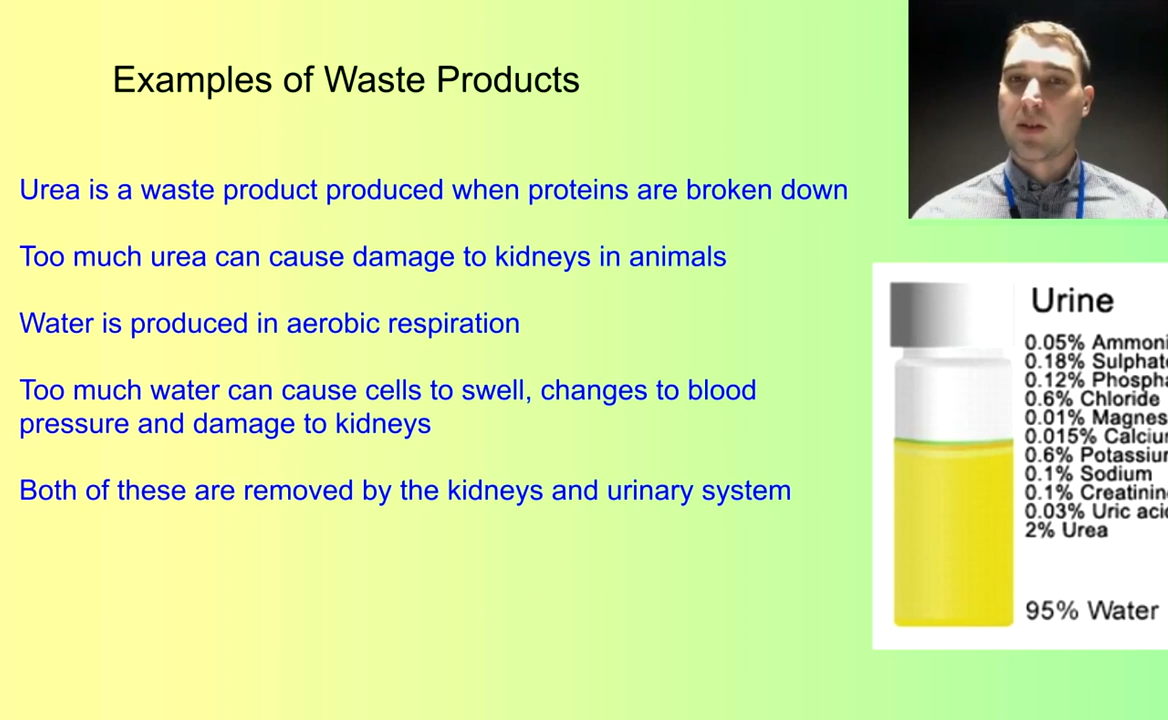 Examples of Waste Products
Urea is a waste product produced when proteins are broken down
Too much urea can cause damage to kidneys in animals
Water is produced in aerobic respiration
Too much water can cause cells to swell, changes to blood
pressure and damage to kidneys
Both of these are removed by the kidneys and urinary system
Urine
0.05% Ammoni
0.18% Sulphat
0.12% Phospha
0.6% Chloride
0.01% Magnes
0.015% Calciu
0.6% Potassiu
0.1% Sodium
0.1% Creatinin
0.03% Uric aci
2% Urea
95% Water